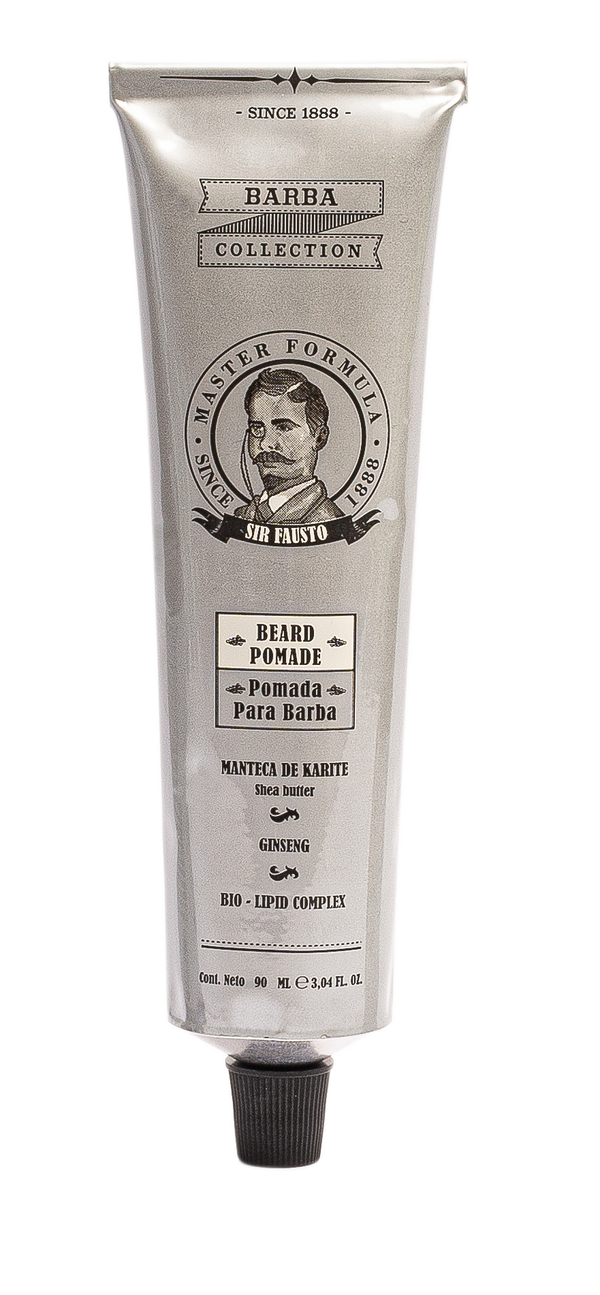 - SINCE 1888 -
BARBA
COLLECTION
MASTER FORMULA
SINCE 1888
SIR FAUSTO
BEARD
POMADE
Pomada
Para Barba
MANTECA DE KARITE
Shea butter
GINSENG
BIO - LIPID COMPLEX
Cont. Neto 90 ML ℮ 3,04 FL. OZ.